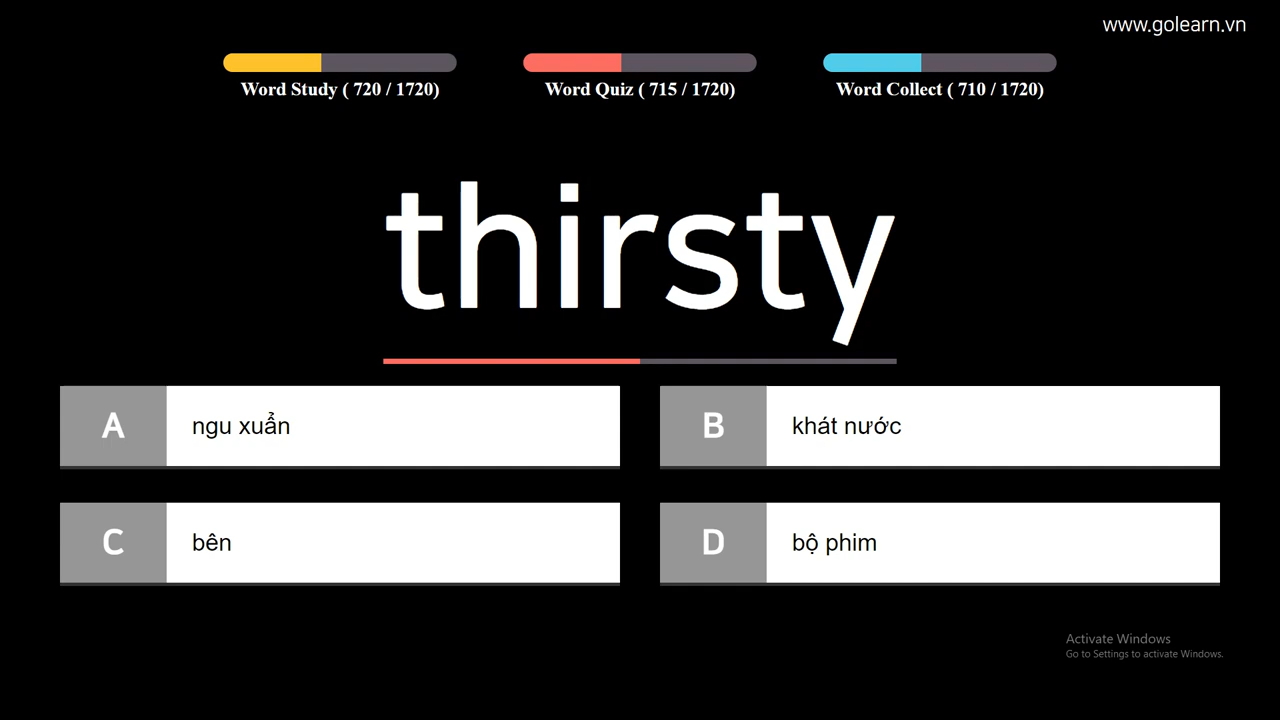 www.golearn.vn
Word Study ( 720 / 1720)
Word Quiz ( 715 / 1720)
Word Collect ( 710 / 1720)
thirsty
A ngu xuẩn
B khát nước
C bên
D bộ phim
Activate Windows
Go to Settings to activate Windows.